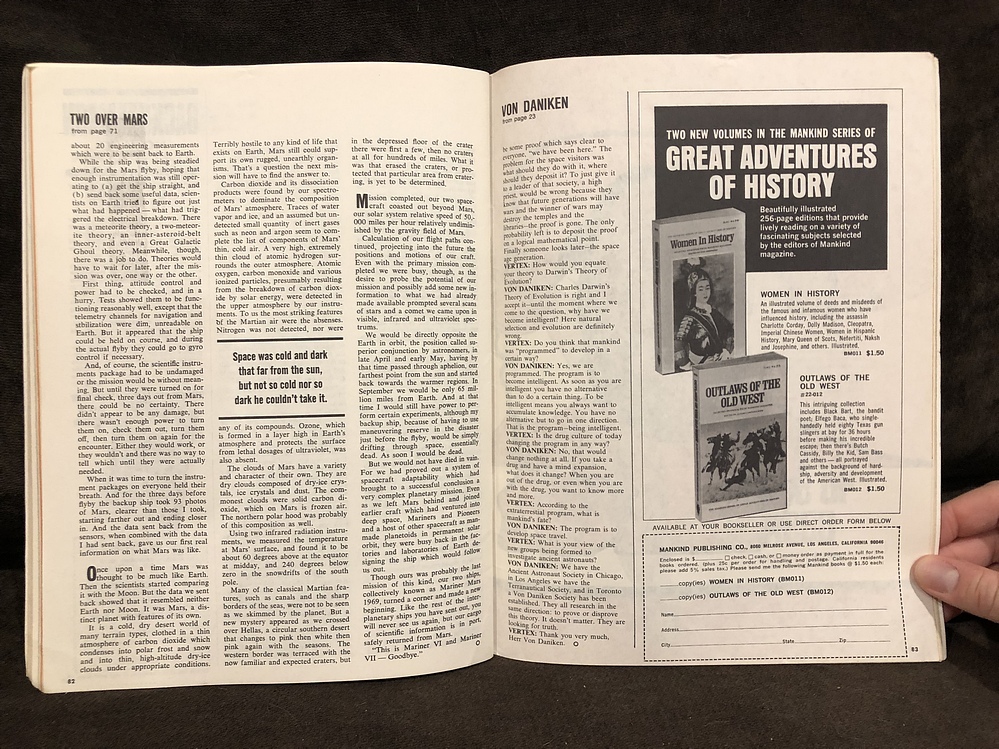 TWO OVER MARS
from page 71
about 20 engineering measurements
which were to be sent back to Earth.
While the ship was being studied
down for the Mars flyby, hoping that
enough instrumentation was still oper-
ating to (a) get the ship straight, and
(b) send back some useful data, scien-
tists on Earth tried to figure out just
what had happened — what had trig-
gered the electrical breakdown. There
was a meteorite theory, a two-meteor-
ite theory, an inner-asteroid-belt
theory, and even a Great Galactic
Ghoul theory. Meanwhile, though,
there was a job to do. Theories would
have to wait for later, after the mis-
sion was over, one way or the other.
First thing, attitude control and
power had to be checked, and in a
hurry. Tests showed them to be func-
tioning reasonably well, except that the
telemetry channels for navigation and
stbilization were dim, unreadable on
Earth. But it appeared that the ship
could be held on course, and during
the actual flyby they could go to gyro
control if necessary.
And, of course, the scientific instru-
ments package had to be undamaged
or the mission would be without mean-
ing. But until they were turned on for
final check, three days out from Mars,
there could be no certainty. There
didn't appear to be any damage, but
there wasn't enough power to turn
them on, check them out, turn them
off, then turn them on again for the
encounter. Either they would work, or
they wouldn't and there was no way to
tell which until they were actually
needed.
When it was time to turn the instru-
ment packages on everyone held their
breath. And for the three days before
flyby the backup ship took 93 photos
of Mars, clearer than those I took,
starting farther out and ending closer
in. And the data sent back from the
sensors, when combined with the data
I had sent back, gave us our first real
information on what Mars was like.
Once upon a time Mars was
thought to be much like Earth.
Then the scientists began comparing
it with the Moon. But the data we sent
back showed that it resembled neither
Earth nor Moon. It was Mars, a dis-
tinct planet with features of its own.
It is a cold, dry desert world of
many terrain types, clothed in a thin
atmosphere of carbon dioxide which
condenses into polar frost and snow
and into thin, high-altitude dry-ice
clouds under appropriate conditions.
82
Terribly hostile to any kind of life that
exists on Earth, Mars still could sup-
port its own rugged, unearthly organ-
isms. That's a question the next mis-
sion will have to find the answer to.
Carbon dioxide and its dissociation
products were found by our spectro-
meters to dominate the composition
of Mars' atmosphere. Traces of water
vapor and ice, and an assumed but un-
detected small quantity of inert gases
such as neon and argon seem to com-
plete the list of components of Mars'
thin, cold air. A very high, extremely
thin cloud of atomic hydrogen sur-
rounds the outer atmosphere. Atomic
oxygen, carbon monoxide and various
ionized particles, presumably resulting
from the breakdown of carbon diox-
ide by solar energy, were detected in
the upper atmosphere by our instru-
ments. To us the most striking features
of the Martian air were the absenses.
Nitrogen was not detected, nor were
Space was cold and dark
that far from the sun,
but not so cold nor so
dark he couldn't take it.
any of its compounds. Ozone, which
is formed in a layer high in Earth's
atmosphere and protects the surface
from lethal dosages of ultraviolet, was
also absent.
The clouds of Mars have a variety
and character of their own. They are
dry clouds composed of dry-ice crys-
tals, ice crystals and dust. The com-
monest clouds were solid carbon di-
oxide, which on Mars is frozen air.
The northern polar hood was probably
of this composition as well.
Using two infrared radiation instru-
ments, we measured the temperature
at Mars' surface, and found it to be
about 60 degrees above at the equator
at midday, and 240 degrees below
zero in the snowdrifts of the south
pole.
Many of the classical Martian fea-
tures, such as canals and the sharp
borders of the seas, were not to be seen
as we skimmed by the planet. But a
new mystery appeared as we crossed
over Hellas, a circular southern desert
that changes to pink then white then
pink again with the seasons. The
western border was terraced with the
now familiar and expected craters, but
in the depressed floor of the crater
there were first a few, then no craters
at all for hundreds of miles. What it
was that erased the craters, or pro-
tected that particular area from crater-
ing, is yet to be determined.
Mission completed, our two space-
craft coasted out beyond Mars,
our solar system relative speed of 50,-
000 miles per hour relatively undimin-
ished by the gravity field of Mars.
Calculation of our flight paths con-
tinued, projecting into the future the
positions and motions of our craft.
Even with the primary mission com-
pleted we were busy, though, as the
desire to probe the potential of our
mission and possibly add some new in-
formation to what we had already
made available prompted several scans
of stars and a comet we came upon in
visible, infrared and ultraviolet spec-
trums.
We would be directly opposite the
Earth in orbit, the position called su-
perior conjunction by astronomers, in
late April and early May, having by
that time passed through aphelion, our
farthest point from the sun and started
back towards the warmer regions. In
September we would be only 65 mil-
lion miles from Earth. And at that
time I would still have power to per-
form certain experiments, although my
backup ship, because of having to use
maneuvering reserve in the disaster
just before the flyby, would be simply
drifting through space, essentially
dead. As soon I would be dead.
But we would not have died in vain.
For we had proved out a system of
spacecraft adaptability which had
brought to a successful conclusion a
very complex planetary mission. Even
as we left Mars behind and joined
earlier craft which had ventured into
deep space, Mariners and Pioneers
and a host of other spacecraft as man-
made planetoids in permanent solar
orbit, they were busy back in the fac-
tories and laboratories of Earth de-
signing the ship which would follow
us.
Though ours was probably the last
mission of this kind, our two ships,
collectively known as Mariner Mars
1969, turned a corner and made a new
beginning. Like the rest of the inter-
planetary ships you have sent out, you
will never see us again, but our cargo
of scientific information is in port,
safely returned from Mars.
"This is Mariner VI and Mariner
VII — Goodbye."
VON DANIKEN
from page 23
be some proof which says clear to
everyone, "we have been here." The
problem for the space visitors was
what should they do with it, where
should they deposit it? To just give it
to a leader of that society, a high
priest, would be wrong because they
know that future generations will have
wars and the winner of wars may
destroy the temples and the
libraries—the proof is gone. The only
probability left is to deposit the proof
on a logical mathematical point.
Finally someone looks later—the space
age generation.
VERTEX: How would you equate
your theory to Darwin's Theory of
Evolution?
VON DANIKEN: Charles Darwin's
Theory of Evolution is right and I
accept it—until the moment where we
come to the question, why have we
become intelligent? Here natural
selection and evolution are definitely
wrong.
VERTEX: Do you think that mankind
was "programmed" to develop in a
certain way?
VON DANIKEN: Yes, we are
programmed. The program is to
become intelligent. As soon as you are
intelligent you have no alternative
than to do a certain thing. To be
intelligent means you always want to
accumulate knowledge. You have no
alternative but to go in one direction.
That is the program—being intelligent.
VERTEX: Is the drug culture of today
changing the program in any way?
VON DANIKEN: No, that would
change nothing at all. If you take a
drug and have a mind expansion,
what does it change? When you are
out of the drug, or even when you are
with the drug, you want to know more
and more.
VERTEX: According to the
extraterrestial program, what is
mankind's fate?
VON DANIKEN: The program is to
develop space travel.
VERTEX: What is your view of the
new groups being formed to
investigate ancient astronauts?
VON DANIKEN: We have the
Ancient Astronaut Society in Chicago,
in Los Angeles we have the
Terranautical Society, and in Toronto
a Von Daniken Society has been
established. They all research in the
same direction: to prove or disprove
my theory. It doesn't matter. They are
looking for truth.
VERTEX: Thank you very much,
Herr Von Daniken.
TWO NEW VOLUMES IN THE MANKIND SERIES OF
GREAT ADVENTURES
OF HISTORY
Beautifully illustrated
256-page editions that provide
lively reading on a variety of
fascinating subjects selected
by the editors of Mankind
magazine.
Women In History
WOMEN IN HISTORY
An illustrated volume of deeds and misdeeds of
the famous and infamous women who have
influenced history, including the assassin
Charlotte Corday, Dolly Madison, Cleopatra,
Imperial Chinese Women, Women in Hispanic
History, Mary Queen of Scots, Nefertiti, Naksh
and Josephine, and others. Illustrated.
BM011 $1.50
OUTLAWS OF THE
OLD WEST
OUTLAWS OF THE
OLD WEST
@22-012
This intriguing collection
includes Black Bart, the bandit
poet; Elfego Baca, who single-
handedly held eighty Texas gun
slingers at bay for 36 hours
before making his incredible
escape; then there's Butch
Cassidy, Billy the Kid, Sam Bass
and others — all portrayed
against the background of hard-
ship, adversity and development
of the American West. Illustrated.
BM012 $1.50
AVAILABLE AT YOUR BOOKSELLER OR USE DIRECT ORDER FORM BELOW
MANKIND PUBLISHING CO., 8060 MELROSE AVENUE, LOS ANGELES, CALIFORNIA 90046
Enclosed is $ check, cash, or money order as payment in full for the
books ordered. (plus 25c per order for handling and postage. California residents
please add 5% sales tax.) Please send me the following Mankind Books @ $1.50 each:
copy(ies) WOMEN IN HISTORY (BM011)
copy(ies) OUTLAWS OF THE OLD WEST (BM012)
Name
Address
City State Zip
83